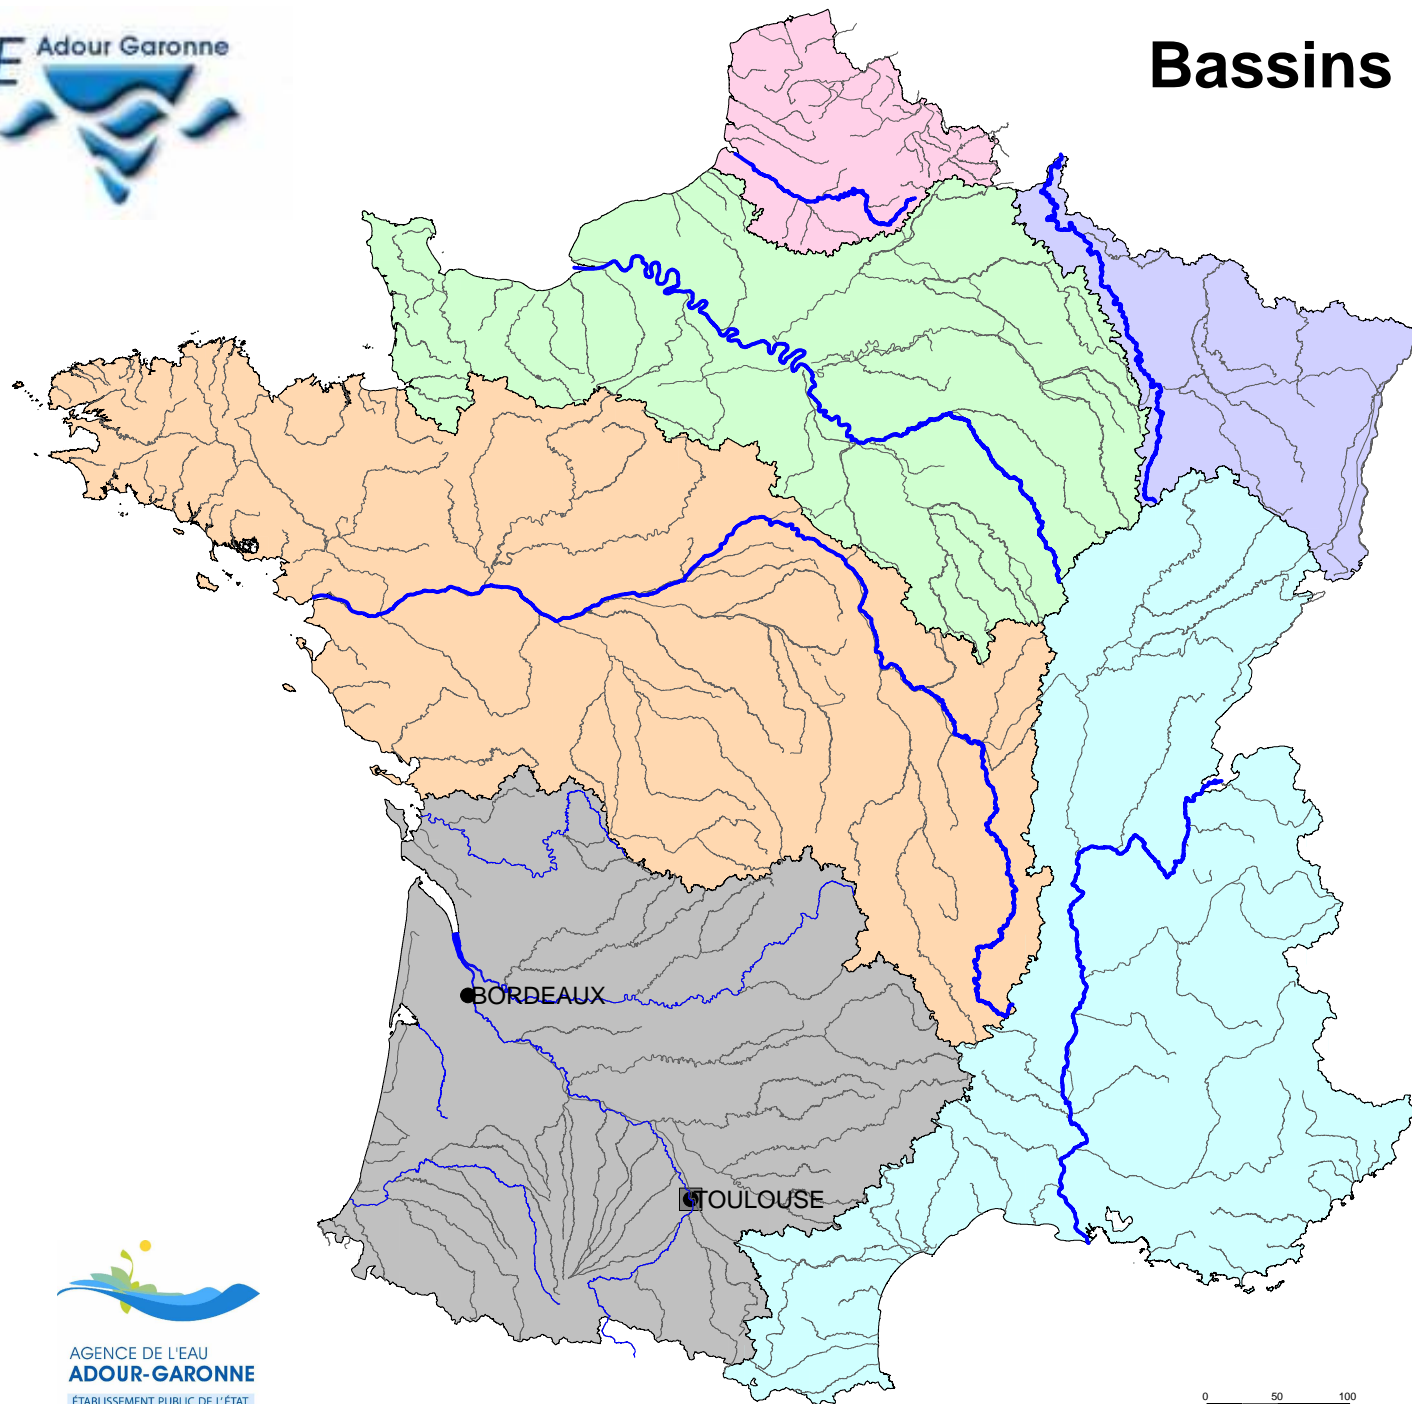 E Adour Garonne
Bassins
BORDEAUX
TOULOUSE
AGENCE DE L'EAU
ADOUR-GARONNE
ÉTABLISSEMENT PUBLIC DE L'ÉTAT
0 50 100